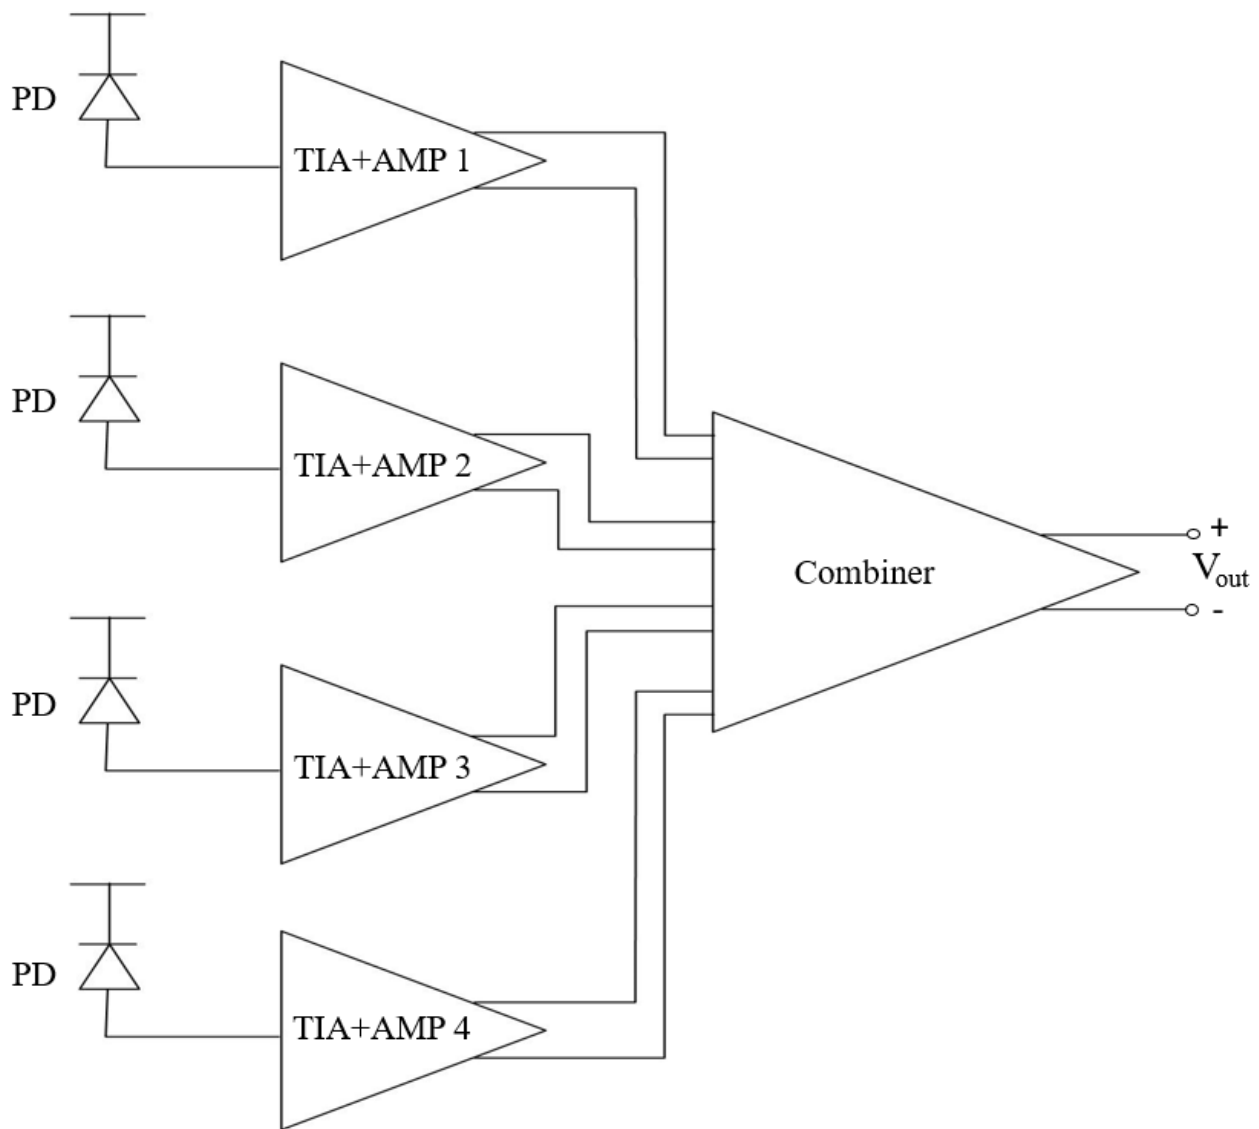 PD
TIA+AMP 1
PD
TIA+AMP 2
+
Combiner
Vout
-
PD
TIA+AMP 3
PD
TIA+AMP 4